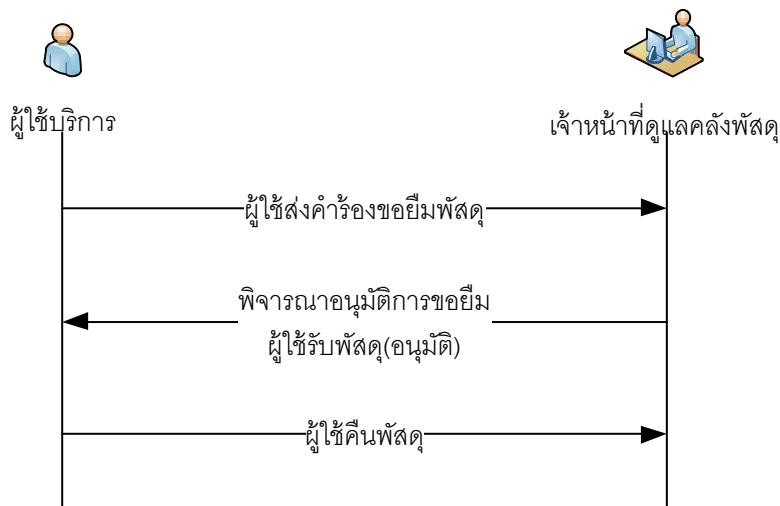 ผู้ใช้บริการ
เจ้าหน้าที่ดูแลคลังพัสดุ
ผู้ใช้ส่งคำร้องขอยืมพัสดุ
พิจารณาอนุมัติการขอยืม
ผู้ใช้รับพัสดุ(อนุมัติ)
ผู้ใช้คืนพัสดุ